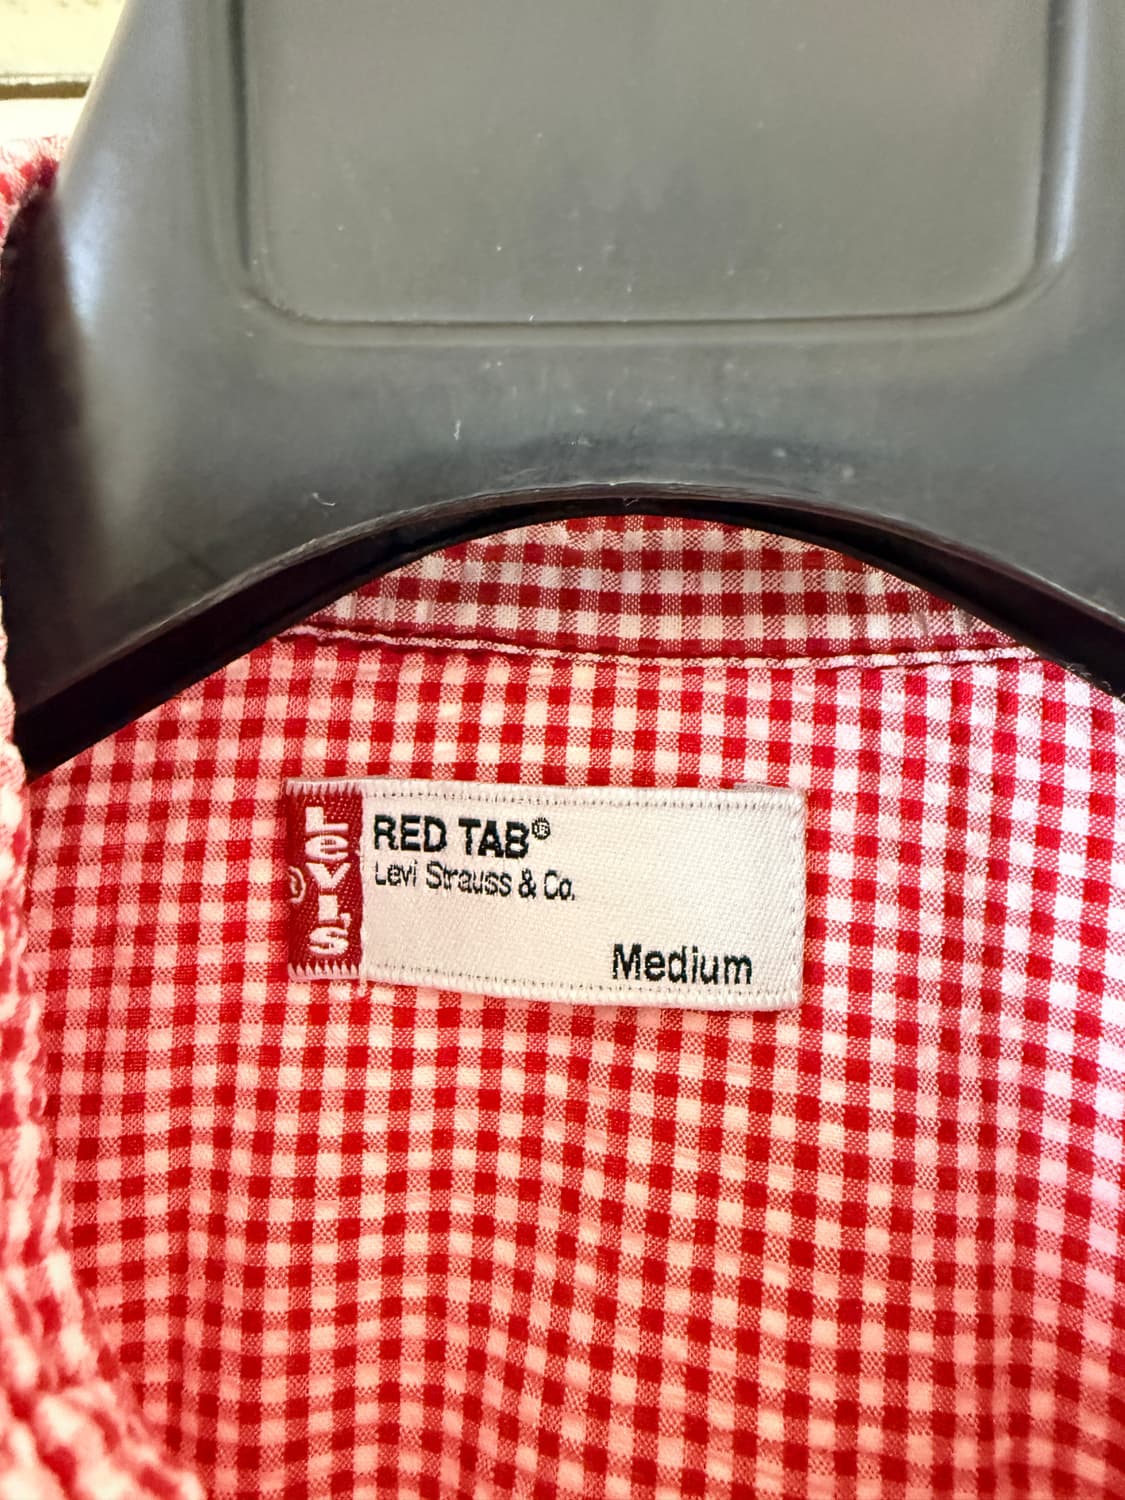 LEVI'S
®
RED TAB®
Levi Strauss & Co.
Medium